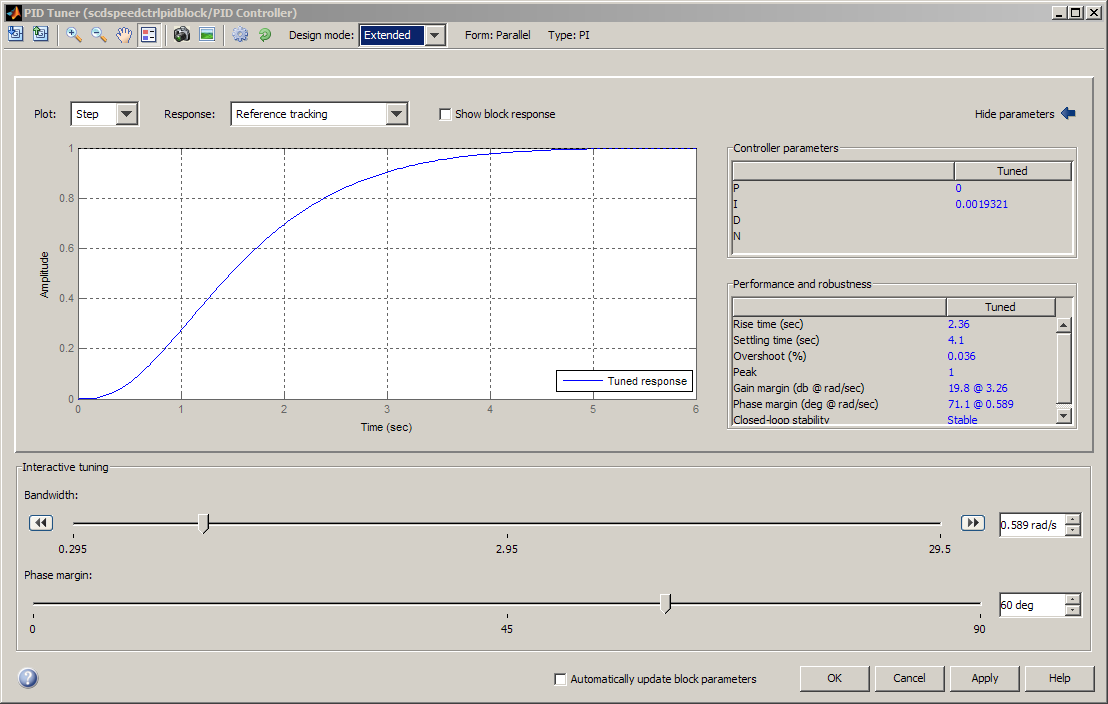 PID Tuner (scdspeedctrlpidblock/PID Controller)
Design mode: Extended Form: Parallel Type: PI
Plot: Step Response: Reference tracking Show block response Hide parameters
1
0.8
0.6
0.4
0.2
0
Amplitude
0 1 2 3 4 5 6
Time (sec)
Tuned response
Controller parameters
Tuned
P 0
I 0.0019321
D
N
Performance and robustness
Tuned
Rise time (sec) 2.36
Settling time (sec) 4.1
Overshoot (%) 0.036
Peak 1
Gain margin (db @ rad/sec) 19.8 @ 3.26
Phase margin (deg @ rad/sec) 71.1 @ 0.589
Closed-loop stability Stable
Interactive tuning
Bandwidth:
0.589 rad/s
0.295 2.95 29.5
Phase margin:
60 deg
0 45 90
Automatically update block parameters OK Cancel Apply Help